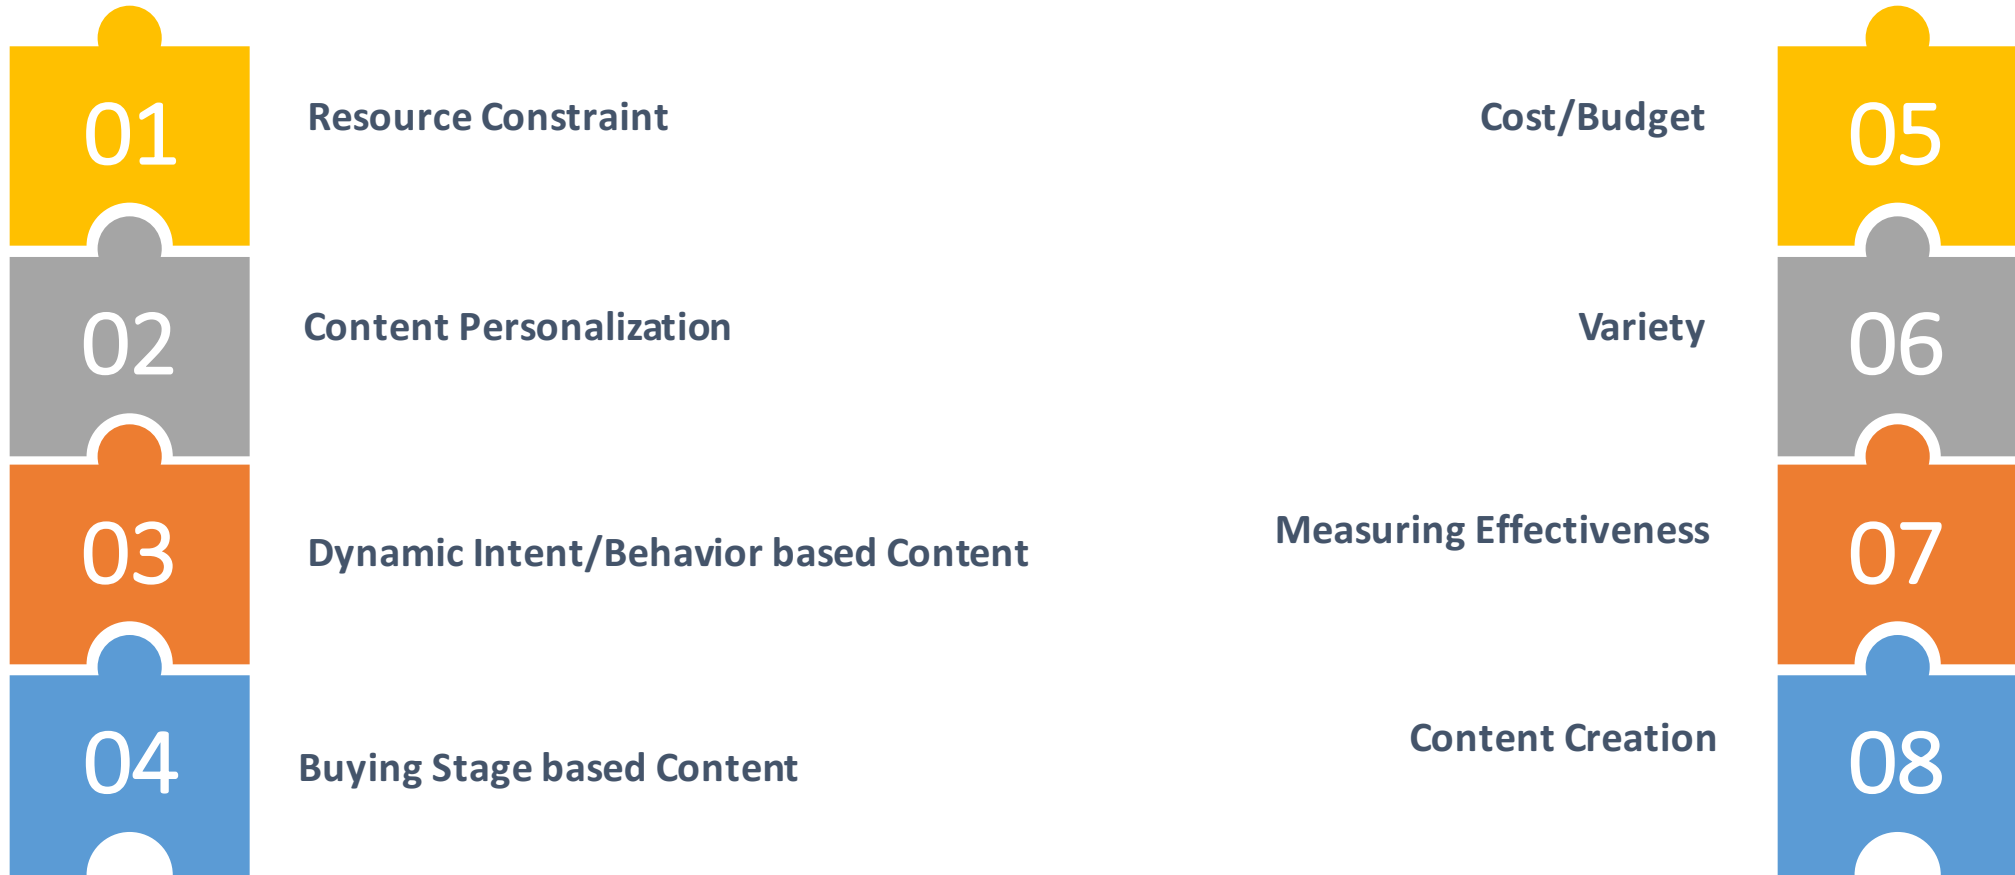 01
Resource Constraint
02
Content Personalization
03
Dynamic Intent/Behavior based Content
04
Buying Stage based Content
Cost/Budget
05
Variety
06
Measuring Effectiveness
07
Content Creation
08